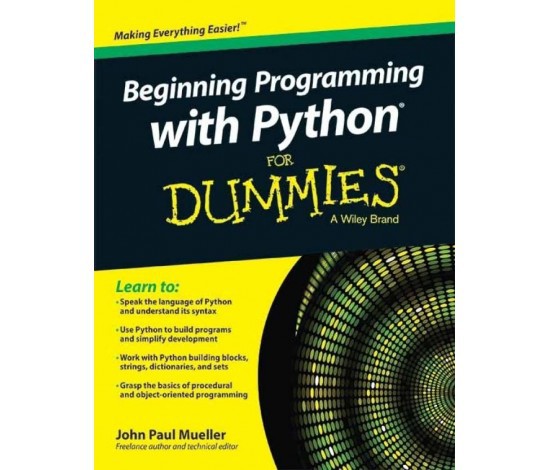 Making Everything Easier!™
Beginning Programming
with Python®
FOR
DUMMIES®
A Wiley Brand
Learn to:
• Speak the language of Python
and understand its syntax
• Use Python to build programs
and simplify development
• Work with Python building blocks,
strings, dictionaries, and sets
• Grasp the basics of procedural
and object-oriented programming
John Paul Mueller
Freelance author and technical editor